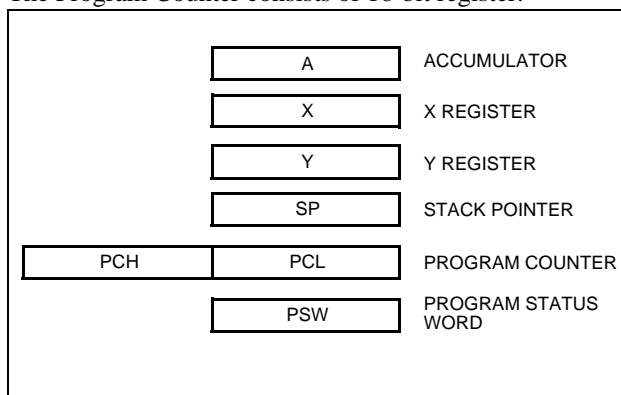 The Program Counter consists of 16-bit register.
A ACCUMULATOR
X X REGISTER
Y Y REGISTER
SP STACK POINTER
PCH PCL PROGRAM COUNTER
PSW PROGRAM STATUS
WORD